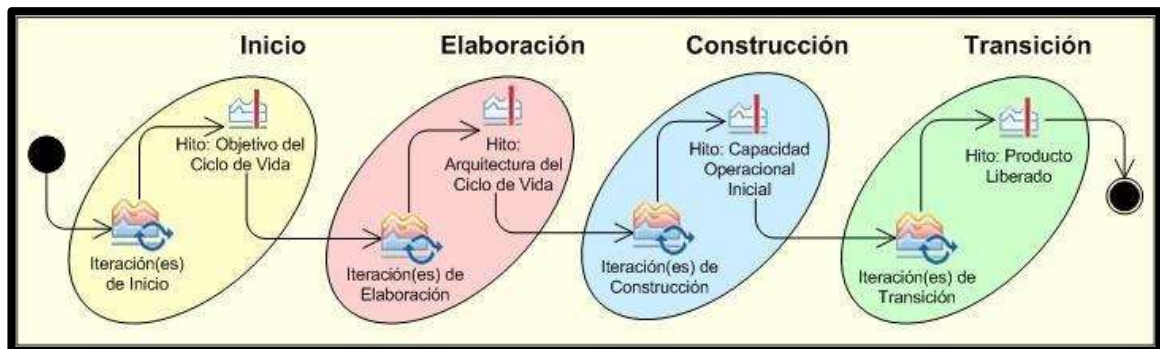 Inicio
Elaboración
Construcción
Transición
Hito: Objetivo del
Ciclo de Vida
Iteración(es)
de Inicio
Hito:
Arquitectura del
Ciclo de Vida
Iteración(es) de
Elaboración
Hito: Capacidad
Operacional
Inicial
Iteración(es) de
Construcción
Hito: Producto
Liberado
Iteración(es) de
Transición